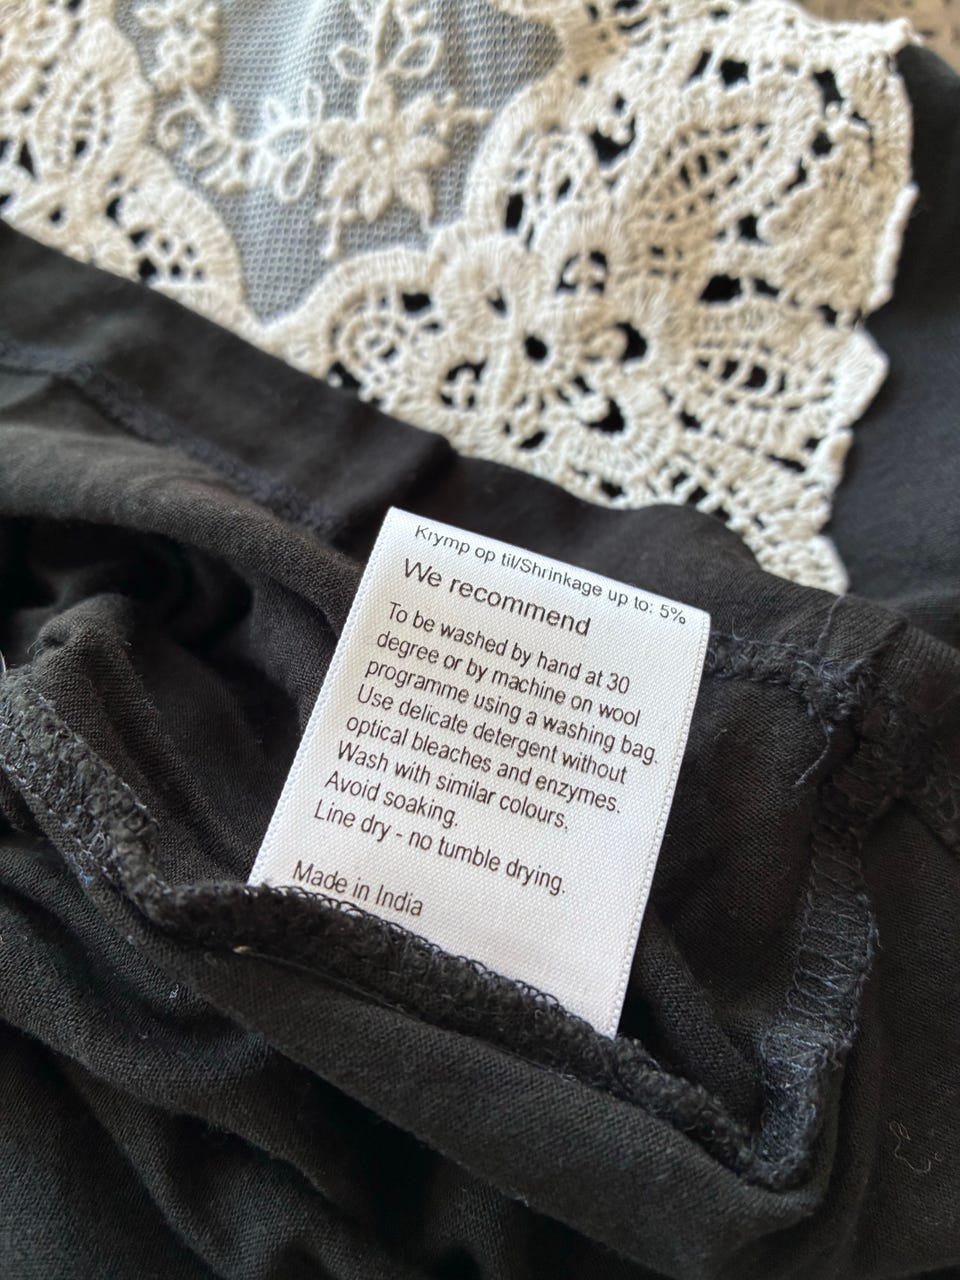 Krymp op til/Shrinkage up to: 5%
We recommend
To be washed by hand at 30
degree or by machine on wool
programme using a washing bag.
Use delicate detergent without
optical bleaches and enzymes.
Wash with similar colours.
Avoid soaking.
Line dry - no tumble drying.
Made in India